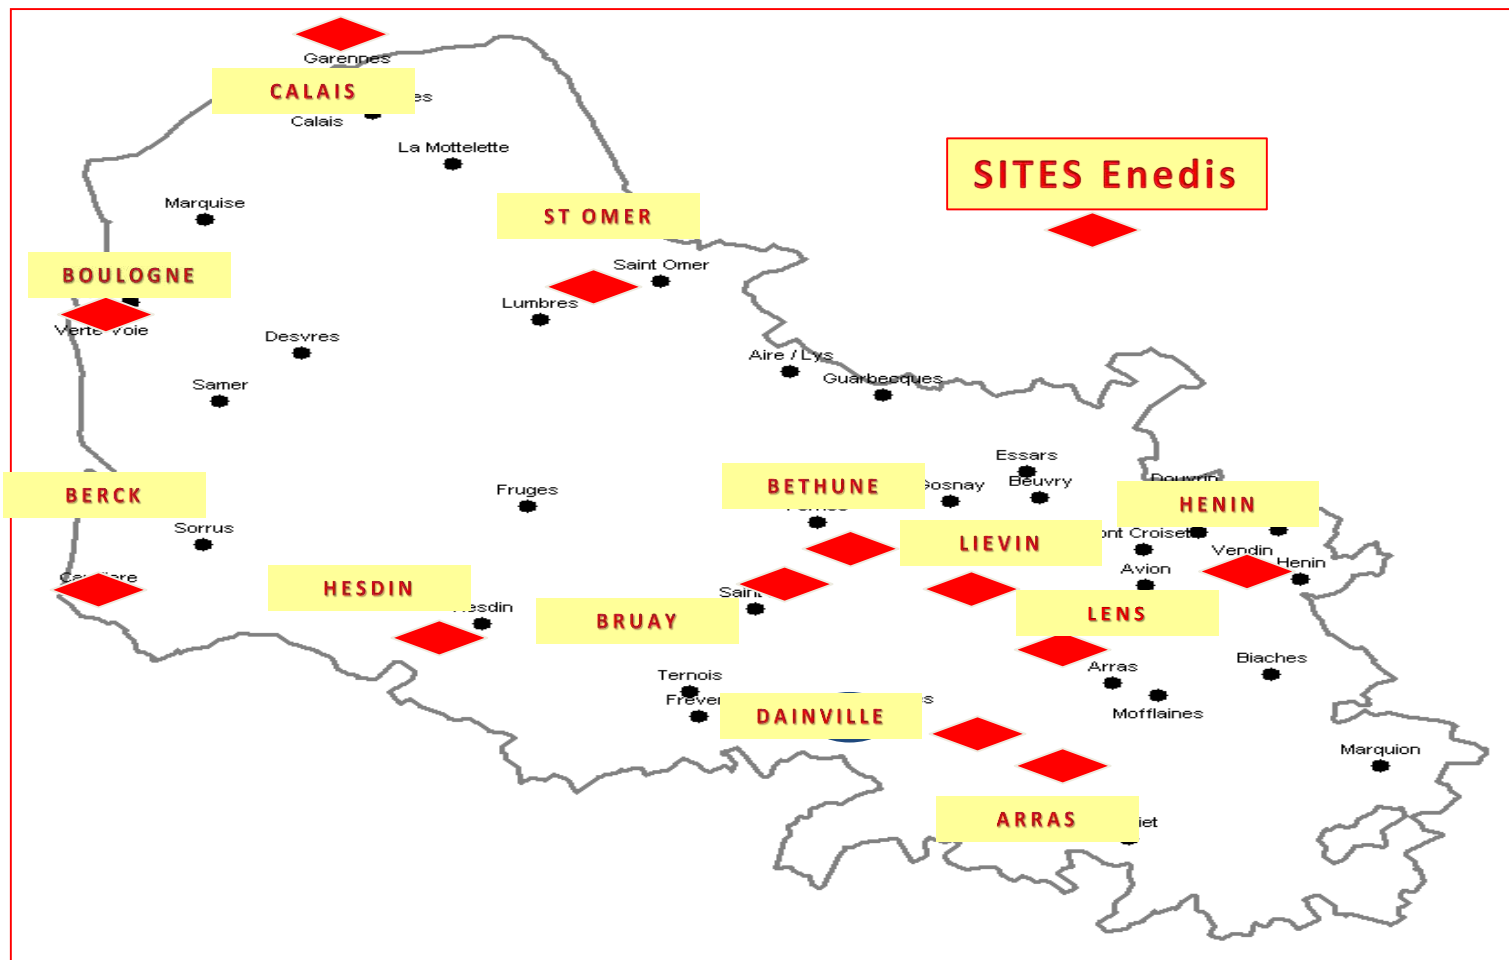 Garennes
CALAIS
Calais
La Mottelette
SITES Enedis
Marquise
ST OMER
BOULOGNE
Saint Omer
Verte Voie
Lumbres
Desvres
Aire / Lys
Samer
Guarbecques
Essars
BETHUNE
Beuvry
BERCK
Fruges
HENIN
Sorrus
LIEVIN
Vendin
Henin
Avion
HESDIN
BRUAY
LENS
Biaches
Arras
Ternois
Mofflaines
DAINVILLE
Marquion
ARRAS